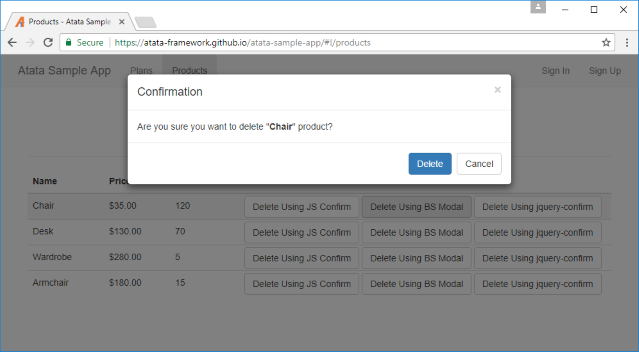 Products - Atata Sample
Secure | https://atata-framework.github.io/atata-sample-app/#!/products
Atata Sample App Plans Products Sign In Sign Up
Confirmation ×
Are you sure you want to delete "Chair" product?
Delete Cancel
Name
Chair $35.00 120 Delete Using JS Confirm Delete Using BS Modal Delete Using jquery-confirm
Desk $130.00 70 Delete Using JS Confirm Delete Using BS Modal Delete Using jquery-confirm
Wardrobe $280.00 5 Delete Using JS Confirm Delete Using BS Modal Delete Using jquery-confirm
Armchair $180.00 15 Delete Using JS Confirm Delete Using BS Modal Delete Using jquery-confirm